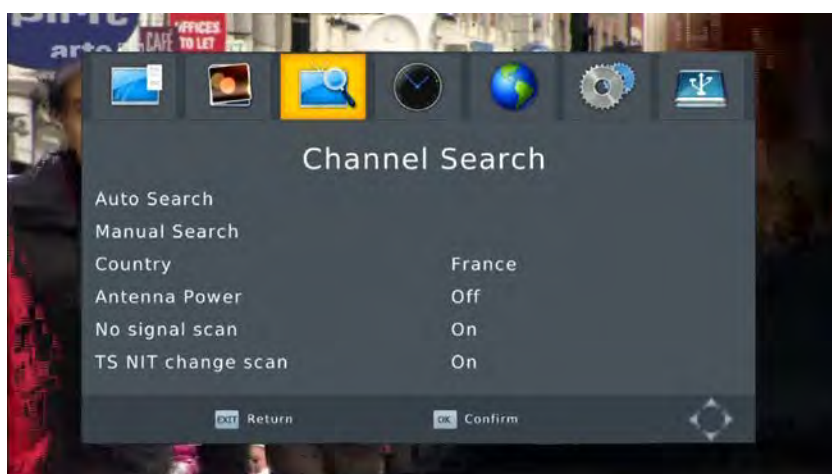 OFFICES
arte CAFÉ TO LET
Channel Search
Auto Search
Manual Search
Country France
Antenna Power Off
No signal scan On
TS NIT change scan On
EXIT Return OK Confirm